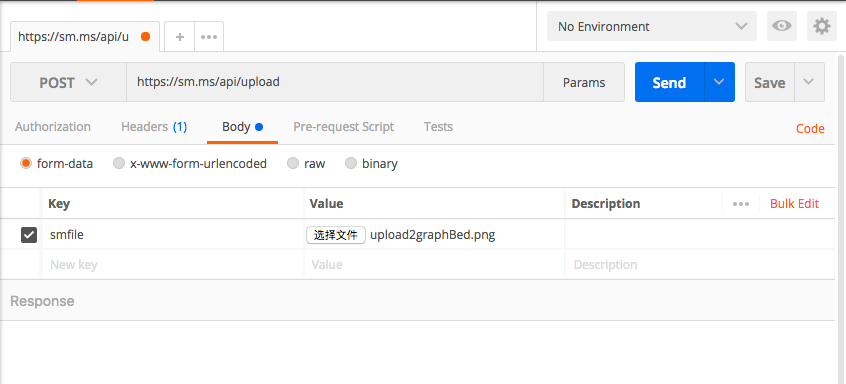 https://sm.ms/api/u
+
No Environment
POST
https://sm.ms/api/upload
Params
Send
Save
Authorization
Headers (1)
Body
Pre-request Script
Tests
Code
form-data
x-www-form-urlencoded
raw
binary
Key
Value
Description
Bulk Edit
smfile
选择文件 upload2graphBed.png
New key
Value
Description
Response